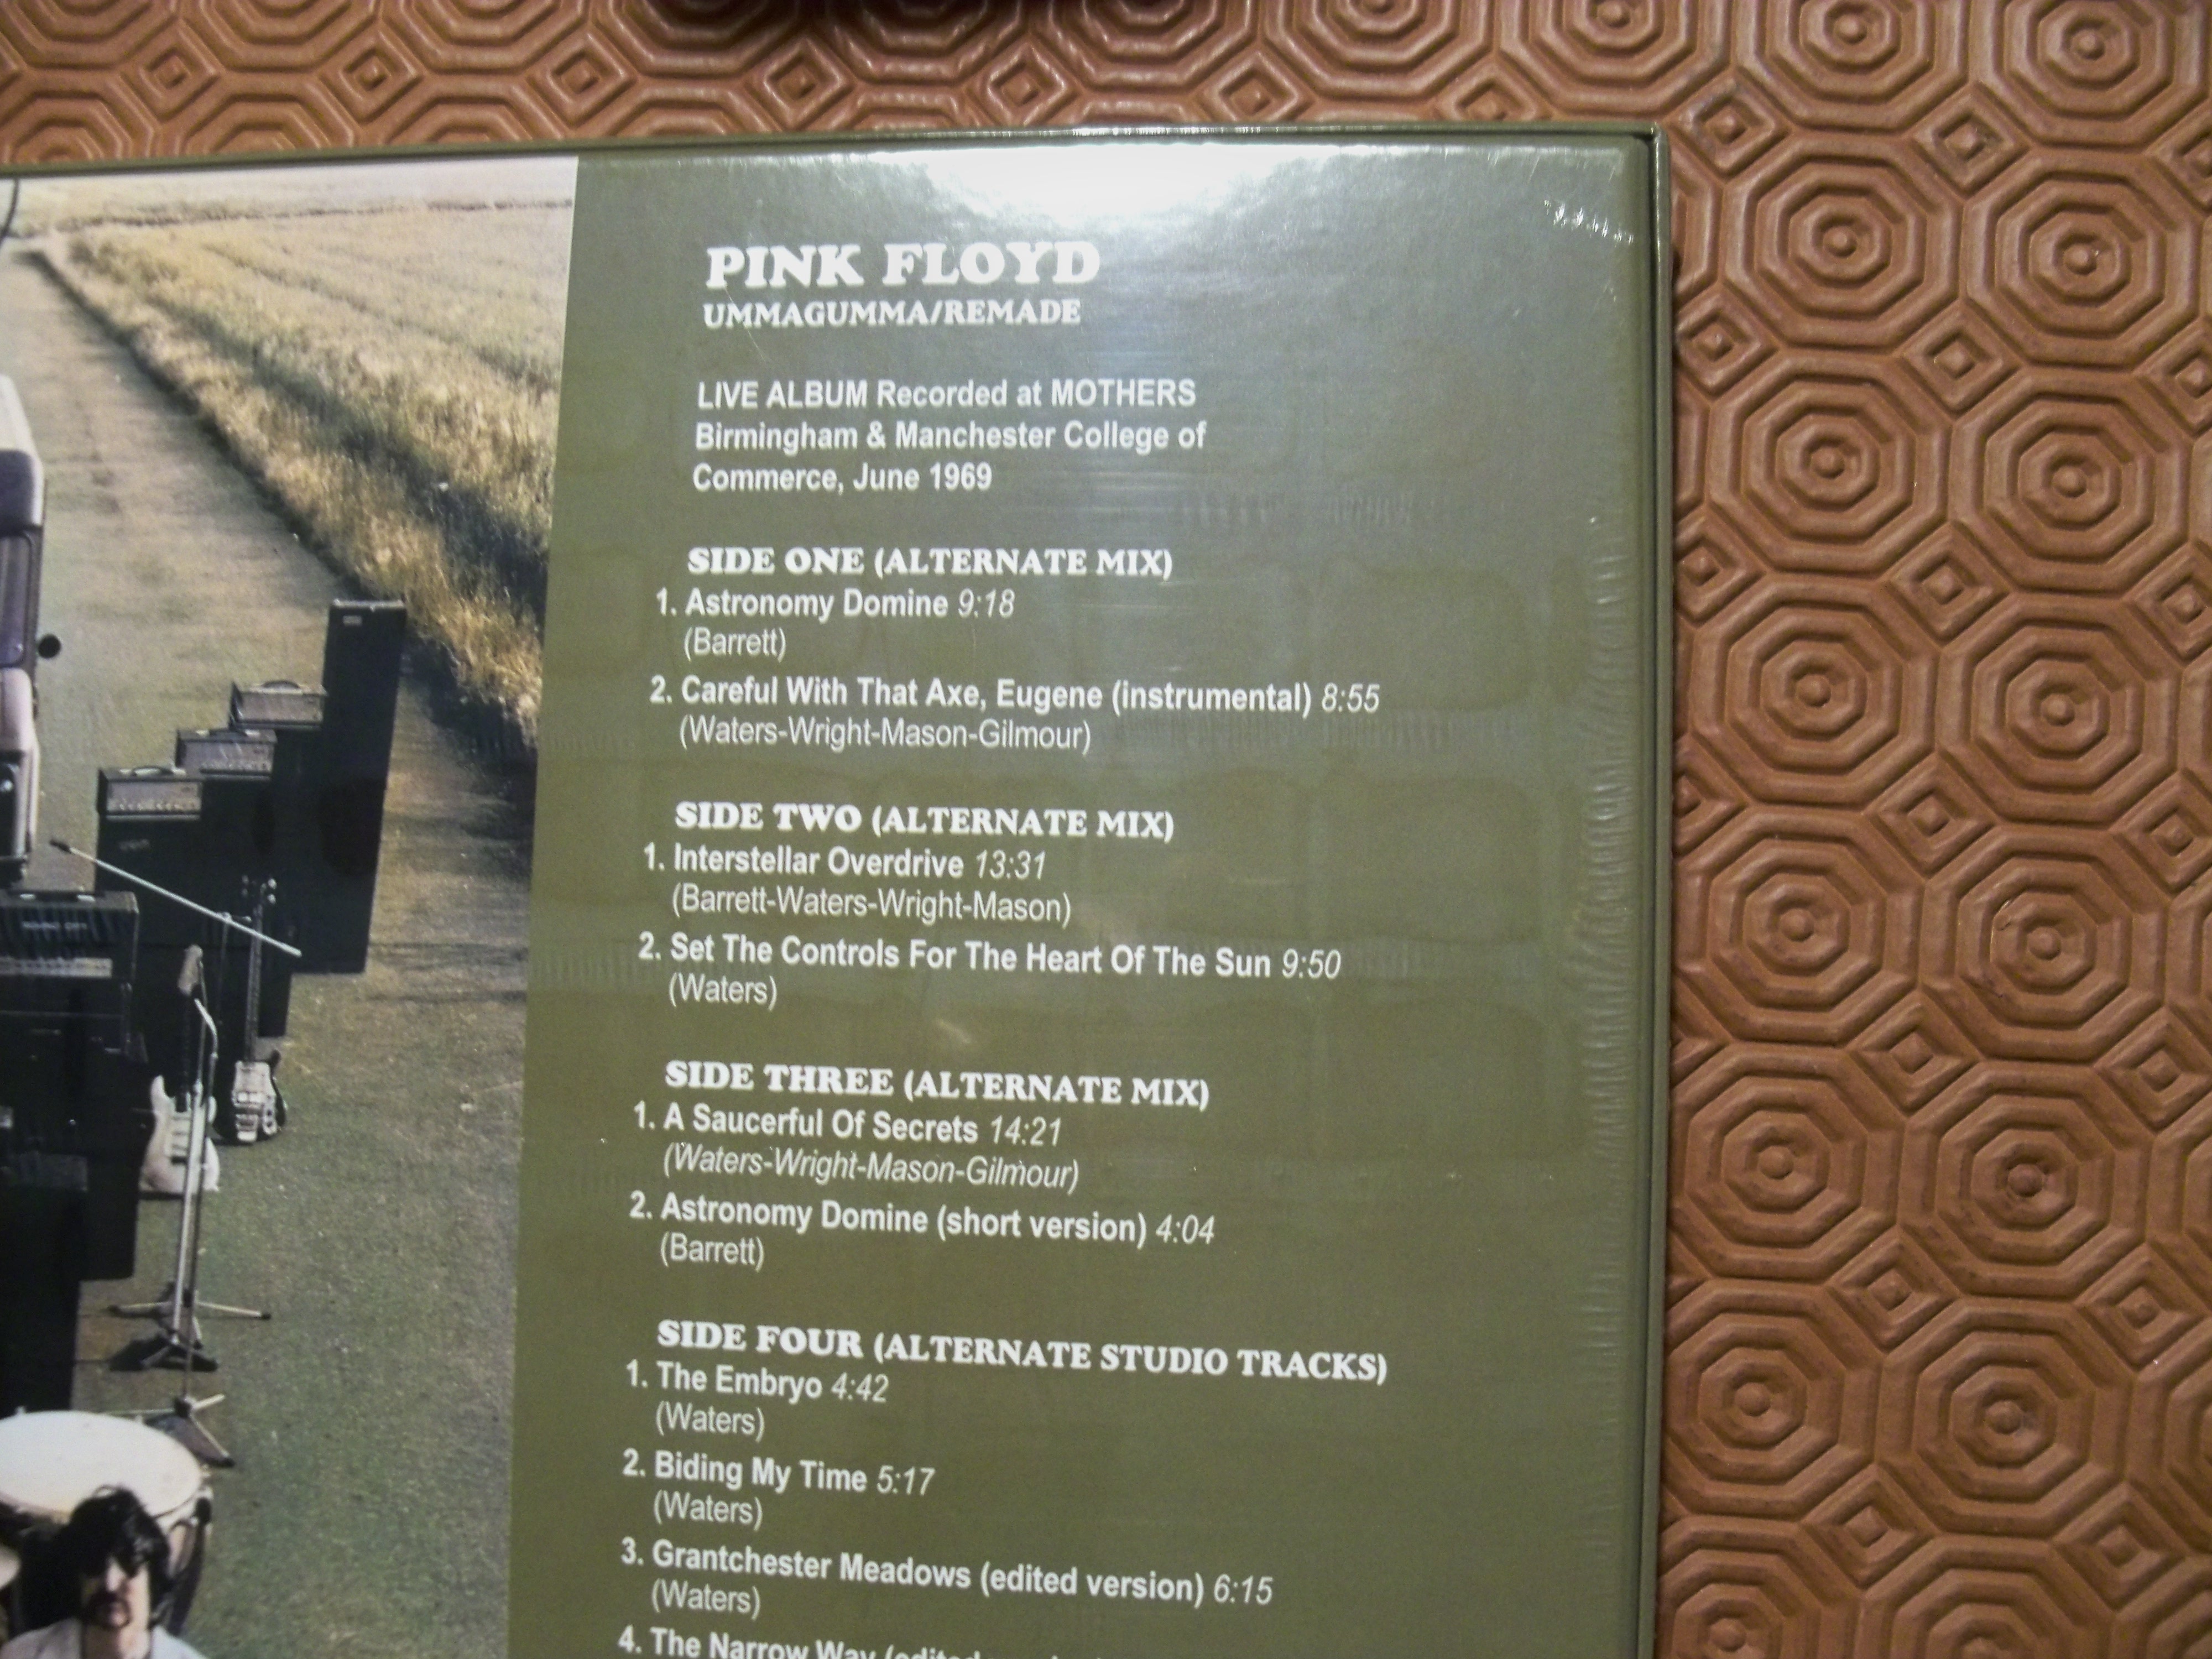 PINK FLOYD
UMMAGUMMA/REMADE
LIVE ALBUM Recorded at MOTHERS
Birmingham & Manchester College of
Commerce, June 1969
SIDE ONE (ALTERNATE MIX)
1. Astronomy Domine 9:18
(Barrett)
2. Careful With That Axe, Eugene (instrumental) 8:55
(Waters-Wright-Mason-Gilmour)
SIDE TWO (ALTERNATE MIX)
1. Interstellar Overdrive 13:31
(Barrett-Waters-Wright-Mason)
2. Set The Controls For The Heart Of The Sun 9:50
(Waters)
SIDE THREE (ALTERNATE MIX)
1. A Saucerful Of Secrets 14:21
(Waters-Wright-Mason-Gilmour)
2. Astronomy Domine (short version) 4:04
(Barrett)
SIDE FOUR (ALTERNATE STUDIO TRACKS)
1. The Embryo 4:42
(Waters)
2. Biding My Time 5:17
(Waters)
3. Grantchester Meadows (edited version) 6:15
(Waters)
4. The Narrow Way (edited